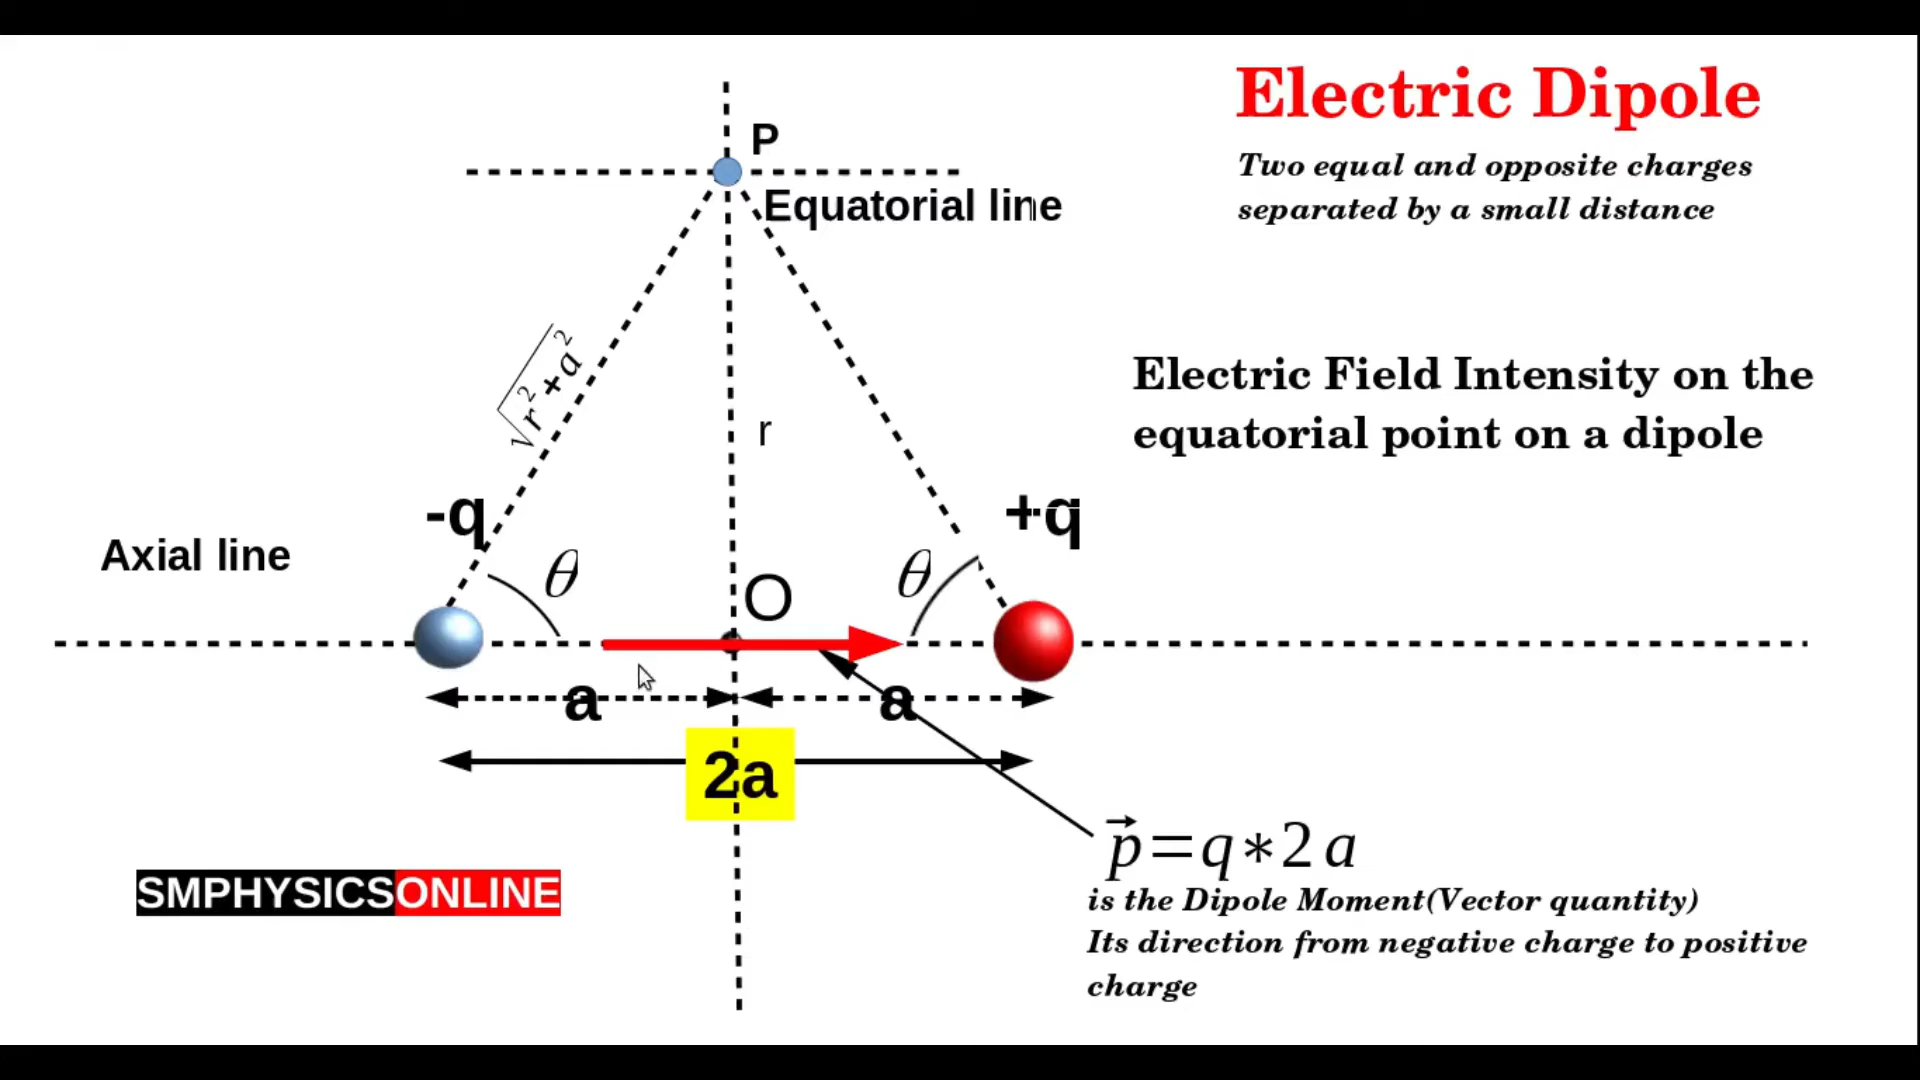 Electric Dipole
Two equal and opposite charges
separated by a small distance
P
Equatorial line
√r²+a²
r
Electric Field Intensity on the
equatorial point on a dipole
-q
+q
Axial line
θ
θ
O
a
a
2a
p⃗=q∗2a
is the Dipole Moment(Vector quantity)
Its direction from negative charge to positive
charge
SMPHYSICSONLINE